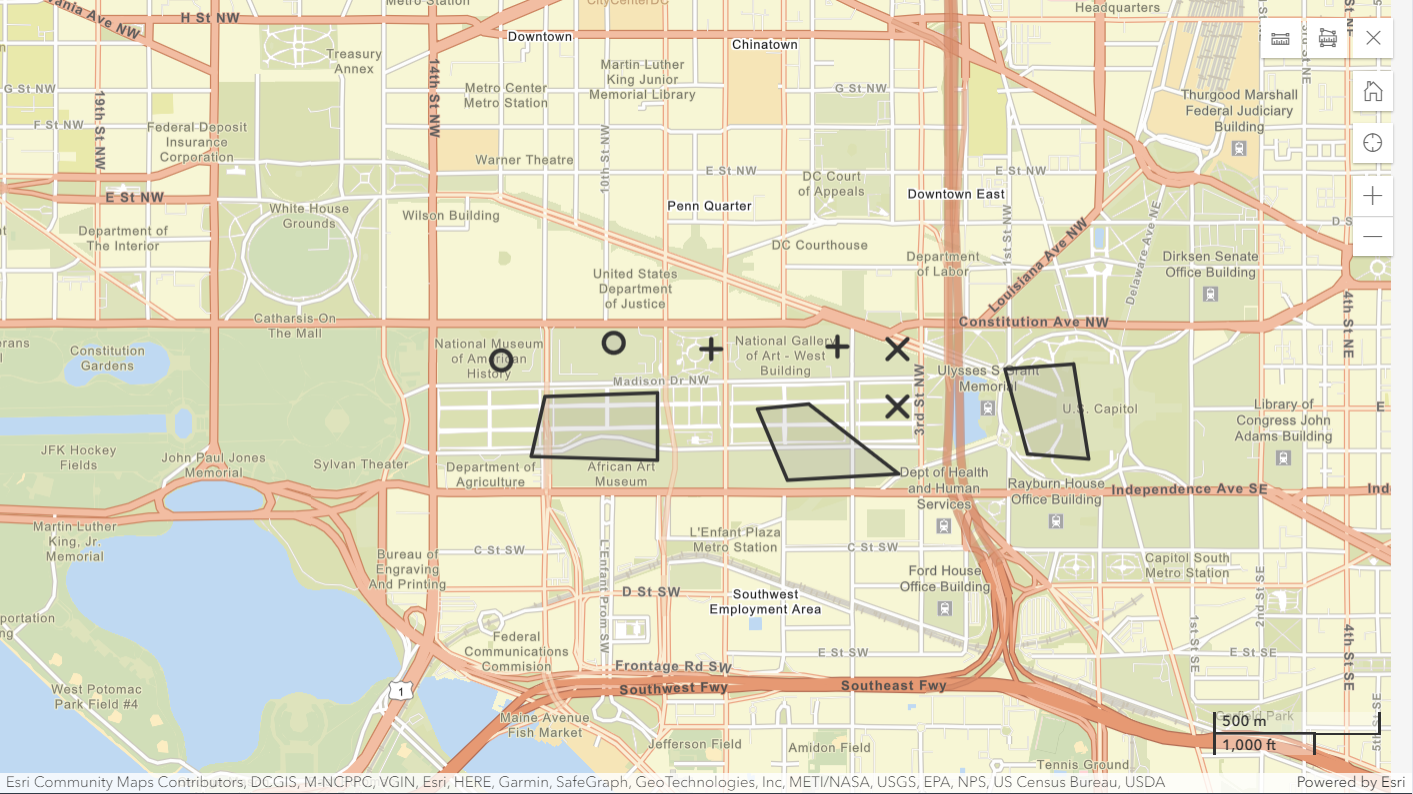 Metro Station
CityCenterDC
Headquarters
H St NW
Downtown
Chinatown
Treasury
Annex
Martin Luther
King Junior
Memorial Library
Metro Center
Metro Station
G St NW
G St NW
14th St NW
19th St NW
Thurgood Marshall
Federal Judiciary
Building
F St NW
Federal Deposit
Insurance
Corporation
10th St NW
Warner Theatre
E St NW
E St NW
DC Court
of Appeals
E St NW
Downtown East
White House
Grounds
Wilson Building
Penn Quarter
Department of
The Interior
DC Courthouse
1st St NW
Delaware Ave NE
Louisiana Ave NW
Department
of Labor
Dirksen Senate
Office Building
United States
Department
of Justice
Catharsis On
The Mall
Constitution Ave NW
4th St NE
Constitution
Gardens
National Museum
of American
History
National Gallery
of Art - West
Building
Madison Dr NW
3rd St NW
Ulysses S Grant
Memorial
U.S. Capitol
Library of
Congress John
Adams Building
JFK Hockey
Fields
John Paul Jones
Memorial
Sylvan Theater
Department of
Agriculture
African Art
Museum
Dept of Health
and Human
Services
Rayburn House
Office Building
Independence Ave SE
Martin Luther
King, Jr.
Memorial
L'Enfant Plaza
Metro Station
C St SW
C St SW
Bureau of
Engraving
And Printing
L'Enfant Prom SW
Capitol South
Metro Station
Ford House
Office Building
D St SW
Southwest
Employment Area
2nd St SE
1st St SE
4th St SE
Federal
Communications
Commision
E St SW
E St SE
Frontage Rd SW
Southwest Fwy
Southeast Fwy
West Potomac
Park Field #4
1
Maine Avenue
Fish Market
Jefferson Field
Amidon Field
Garfield Park
5th St SE
500 m
1,000 ft
Tennis Ground
Esri Community Maps Contributors, DCGIS, M-NCPPC, VGIN, Esri, HERE, Garmin, SafeGraph, GeoTechnologies, Inc, METI/NASA, USGS, EPA, NPS, US Census Bureau, USDA
Powered by Esri